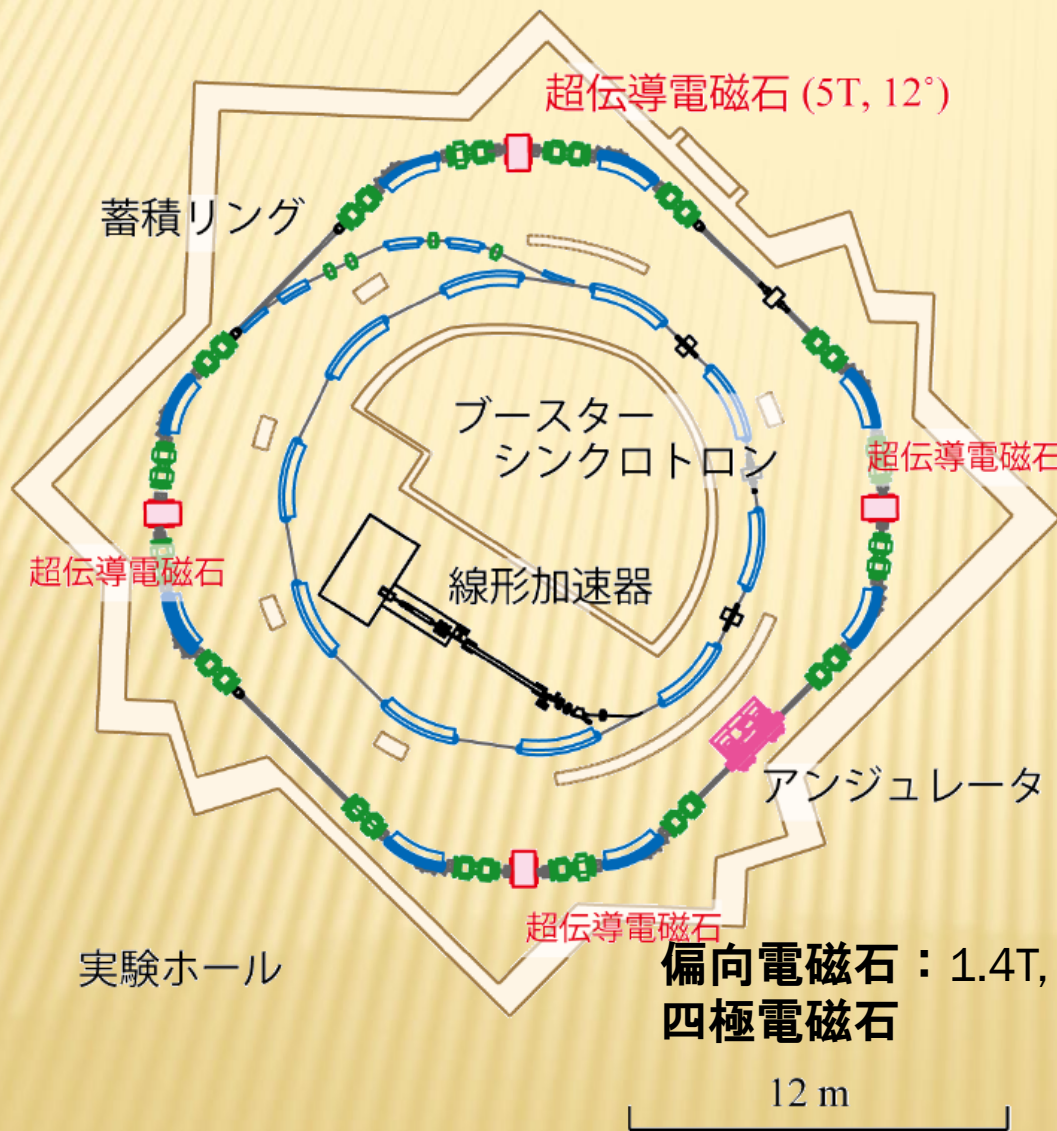 超伝導電磁石 (5T, 12°)
蓄積リング
ブースター
シンクロトロン
超伝導電磁石
超伝導電磁石
線形加速器
アンジュレータ
超伝導電磁石
実験ホール
偏向電磁石：1.4T,
四極電磁石
12 m